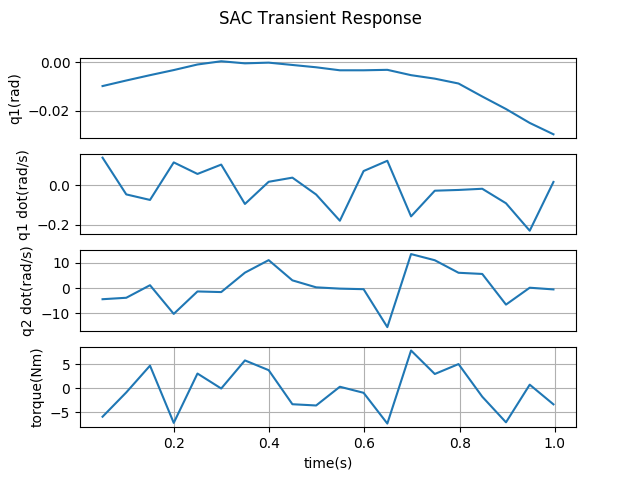 SAC Transient Response
0.00
−0.02
q1(rad)
0.0
−0.2
q1 dot(rad/s)
10
0
−10
q2 dot(rad/s)
5
0
−5
torque(Nm)
0.2 0.4 0.6 0.8 1.0
time(s)